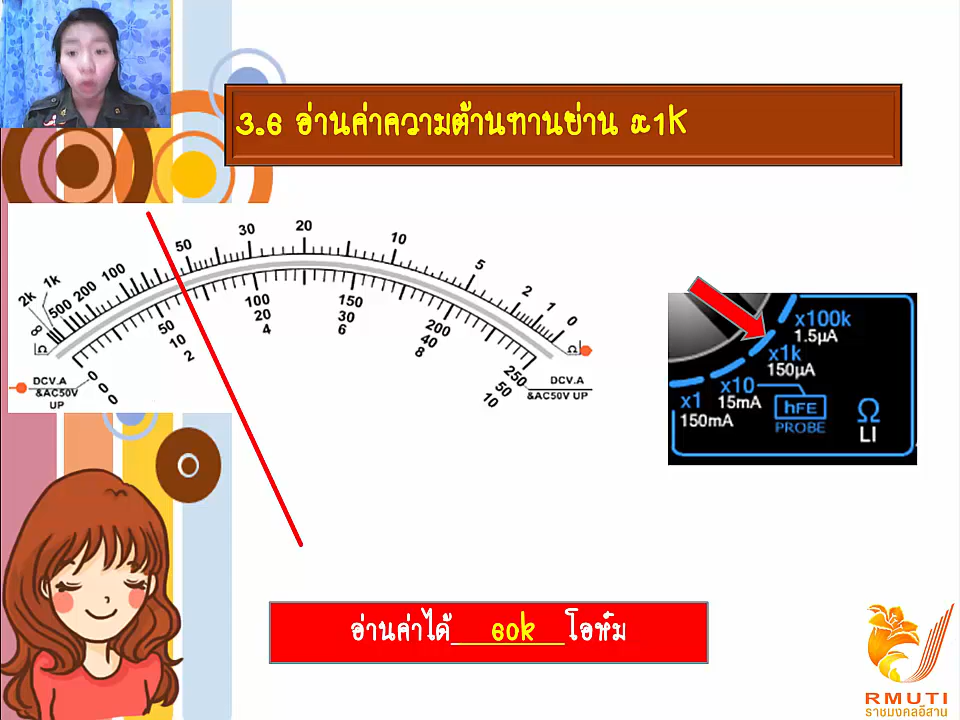 3.6 อ่านค่าความต้านทานย่าน x1K
2k 1k 500 200 100 50 30 20 10 5 2 1 0
∞ Ω Ω
0 50 100 150 200 250
0 10 20 30 40 50
0 2 4 6 8 10
DCV.A
&AC50V
UP
DCV.A
&AC50V UP
x100k
1.5µA
x1k
150µA
x10
15mA
x1
150mA
hFE
PROBE
Ω
LI
อ่านค่าได้ 60k โอห์ม
RMUTI
ราชมงคลอีสาน